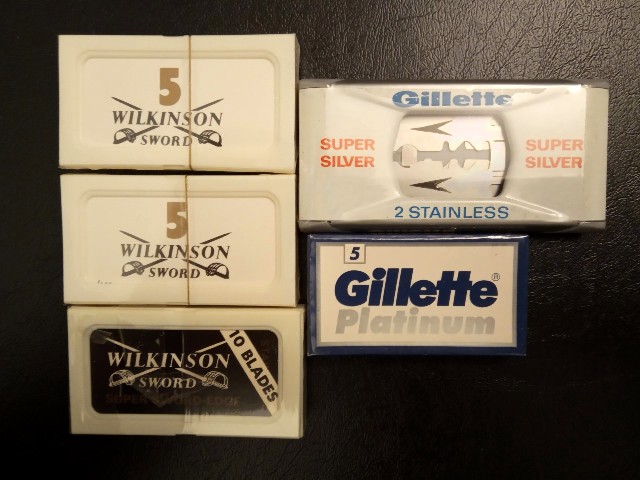 5
WILKINSON
SWORD
5
WILKINSON
SWORD
WILKINSON
SWORD
10 BLADES
Gillette
SUPER
SILVER
SUPER
SILVER
2 STAINLESS
5
Gillette®
Platinum